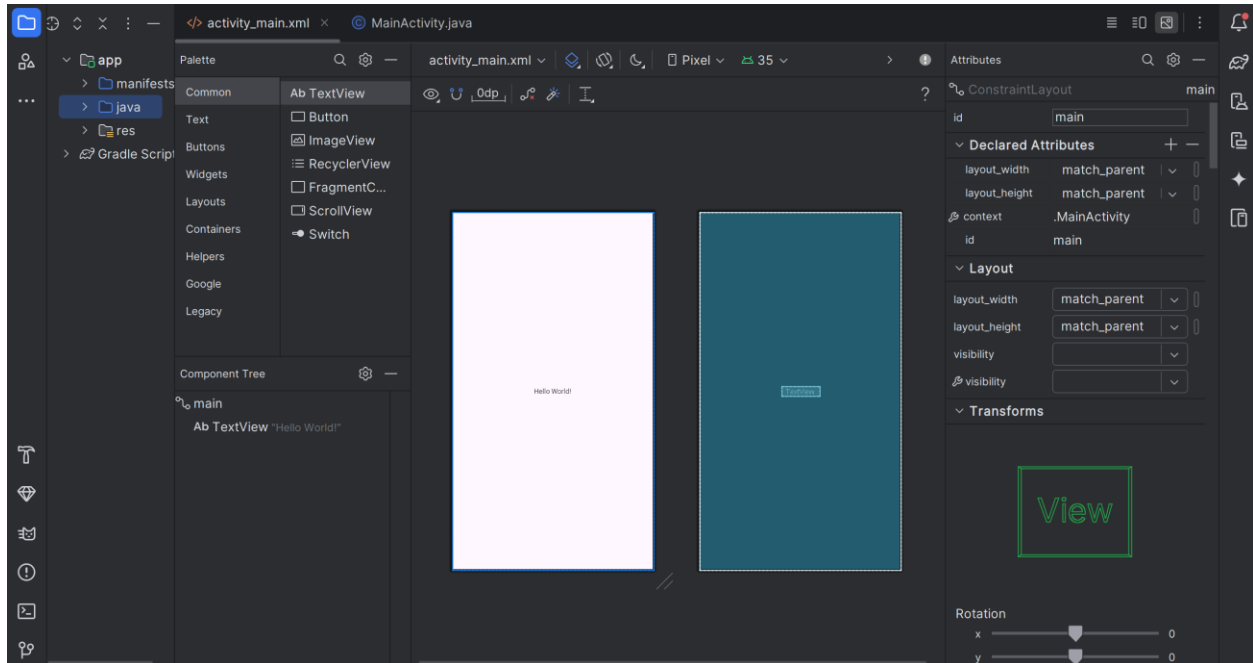 activity_main.xml
MainActivity.java
app
manifests
java
res
Gradle Script
Palette
Common
Text
Buttons
Widgets
Layouts
Containers
Helpers
Google
Legacy
Ab TextView
Button
ImageView
RecyclerView
FragmentC...
ScrollView
Switch
Component Tree
main
Ab TextView "Hello World!"
activity_main.xml
Pixel
35
0dp
?
Hello World!
TextView
Attributes
ConstraintLayout main
id main
Declared Attributes
layout_width match_parent
layout_height match_parent
context .MainActivity
id main
Layout
layout_width match_parent
layout_height match_parent
visibility
visibility
Transforms
View
Rotation
x 0
y 0